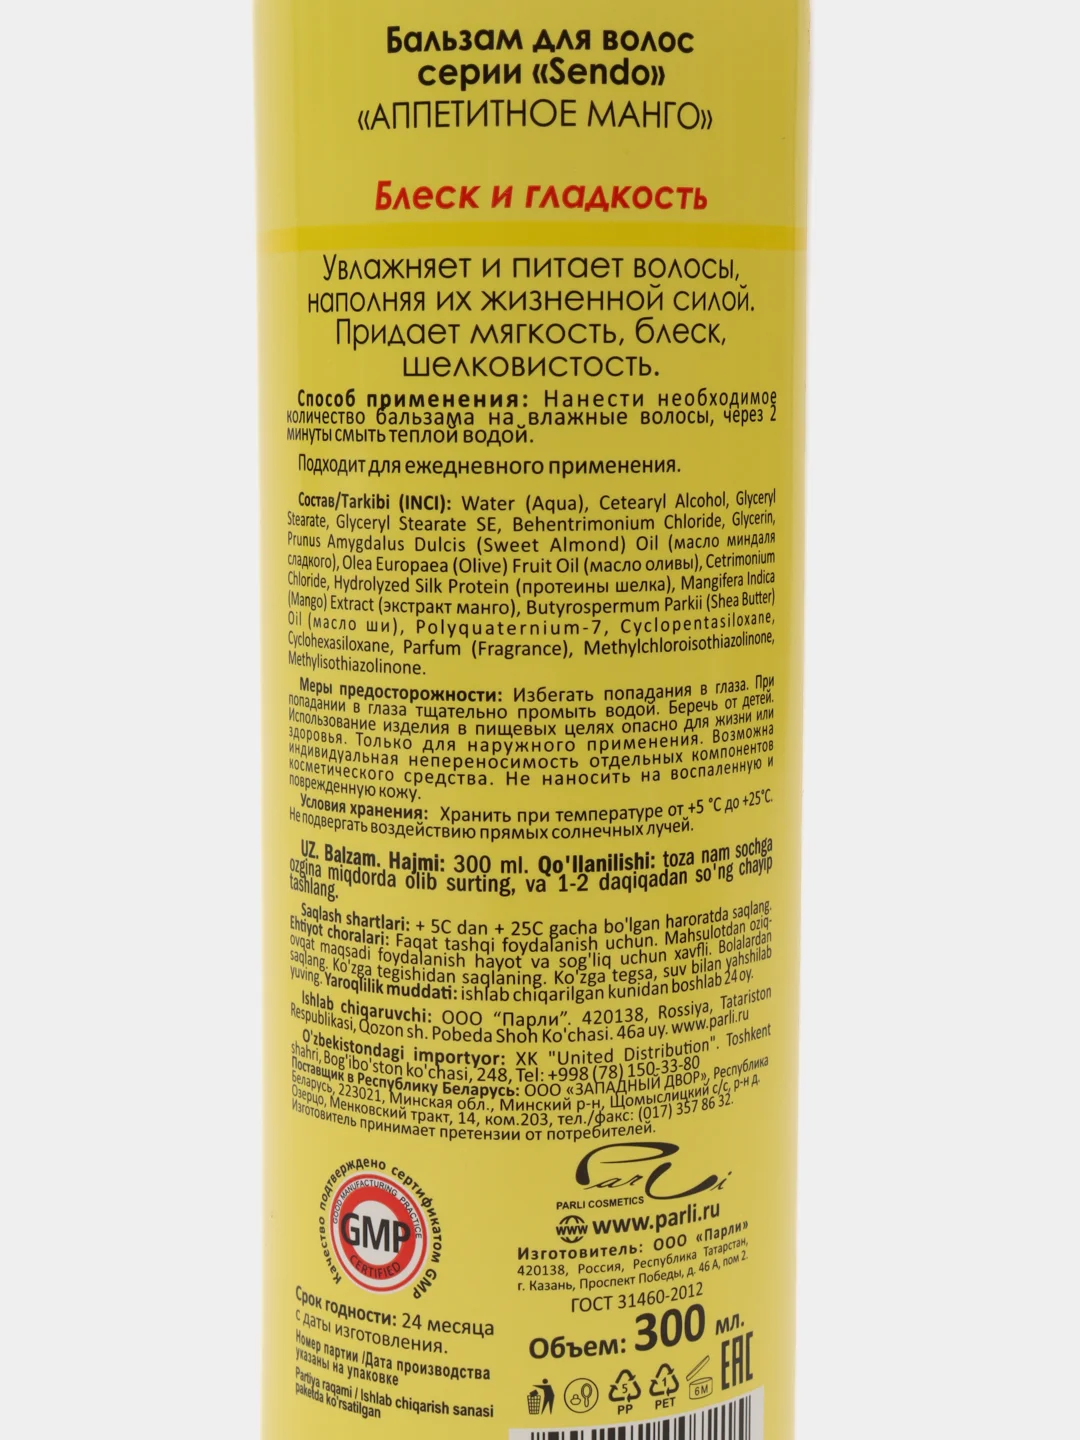 Бальзам для волос
серии «Sendo»
«АППЕТИТНОЕ МАНГО»
Блеск и гладкость
Увлажняет и питает волосы,
наполняя их жизненной силой.
Придает мягкость, блеск,
шелковистость.
Способ применения: Нанести необходимое
количество бальзама на влажные волосы, через 2
минуты смыть теплой водой.
Подходит для ежедневного применения.
Состав/Tarkibi (INCI): Water (Aqua), Cetearyl Alcohol, Glyceryl
Stearate, Glyceryl Stearate SE, Behentrimonium Chloride, Glycerin,
Prunus Amygdalus Dulcis (Sweet Almond) Oil (масло миндаля
сладкого), Olea Europaea (Olive) Fruit Oil (масло оливы), Cetrimonium
Chloride, Hydrolyzed Silk Protein (протеины шелка), Mangifera Indica
(Mango) Extract (экстракт манго), Butyrospermum Parkii (Shea Butter)
Oil (масло ши), Polyquaternium-7, Cyclopentasiloxane,
Cyclohexasiloxane, Parfum (Fragrance), Methylchloroisothiazolinone,
Methylisothiazolinone.
Меры предосторожности: Избегать попадания в глаза. При
попадании в глаза тщательно промыть водой. Беречь от детей.
Использование изделия в пищевых целях опасно для жизни или
здоровья. Только для наружного применения. Возможна
индивидуальная непереносимость отдельных компонентов
косметического средства. Не наносить на воспаленную и
поврежденную кожу.
Условия хранения: Хранить при температуре от +5 °С до +25°С.
Не подвергать воздействию прямых солнечных лучей.
UZ. Balzam. Hajmi: 300 ml. Qo'llanilishi: toza nam sochga
ozgina miqdorda olib surting, va 1-2 daqiqadan so'ng chayip
tashlang.
Saqlash shartlari: + 5C dan + 25C gacha bo'lgan haroratda saqlang.
Ehtiyot choralari: Faqat tashqi foydalanish uchun. Mahsulotdan oziq-
ovqat maqsadi foydalanish hayot va sog'liq uchun xavfli. Bolalardan
saqlang. Ko'zga tegishidan saqlaning. Ko'zga tegsa, suv bilan yahshilab
yuving. Yaroqlilik muddati: ishlab chiqarilgan kunidan boshlab 24 oy.
Ishlab chiqaruvchi: ООО "Парли". 420138, Rossiya, Tatariston
Respublikasi, Qozon sh. Pobeda Shoh Ko'chasi. 46a uy. www.parli.ru
O'zbekistondagi importyor: ХК "United Distribution". Toshkent
shahri, Bog'ibo'ston ko'chasi, 248, Tel: +998 (78) 150-33-80
Поставщик в Республику Беларусь: ООО «ЗАПАДНЫЙ ДВОР», Республика
Беларусь, 223021, Минская обл., Минский р-н, Щомыслицкий с/с, р-н д.
Озерцо, Менковский тракт, 14, ком.203, тел./факс: (017) 357 86 32.
Изготовитель принимает претензии от потребителей.
Качество подтверждено сертификатом GMP
GOOD MANUFACTURING PRACTICE
GMP
CERTIFIED
ParLi
PARLI COSMETICS
www www.parli.ru
Изготовитель: ООО «Парли»
420138, Россия, Республика Татарстан,
г. Казань, Проспект Победы, д. 46 А, пом 2.
ГОСТ 31460-2012
Срок годности: 24 месяца
с даты изготовления.
Номер партии /Дата производства
указаны на упаковке
Partiya raqami / Ishlab chiqarish sanasi
paketda ko'rsatilgan
Объем: 300 мл.
5
PP
1
PET
6M
EAC